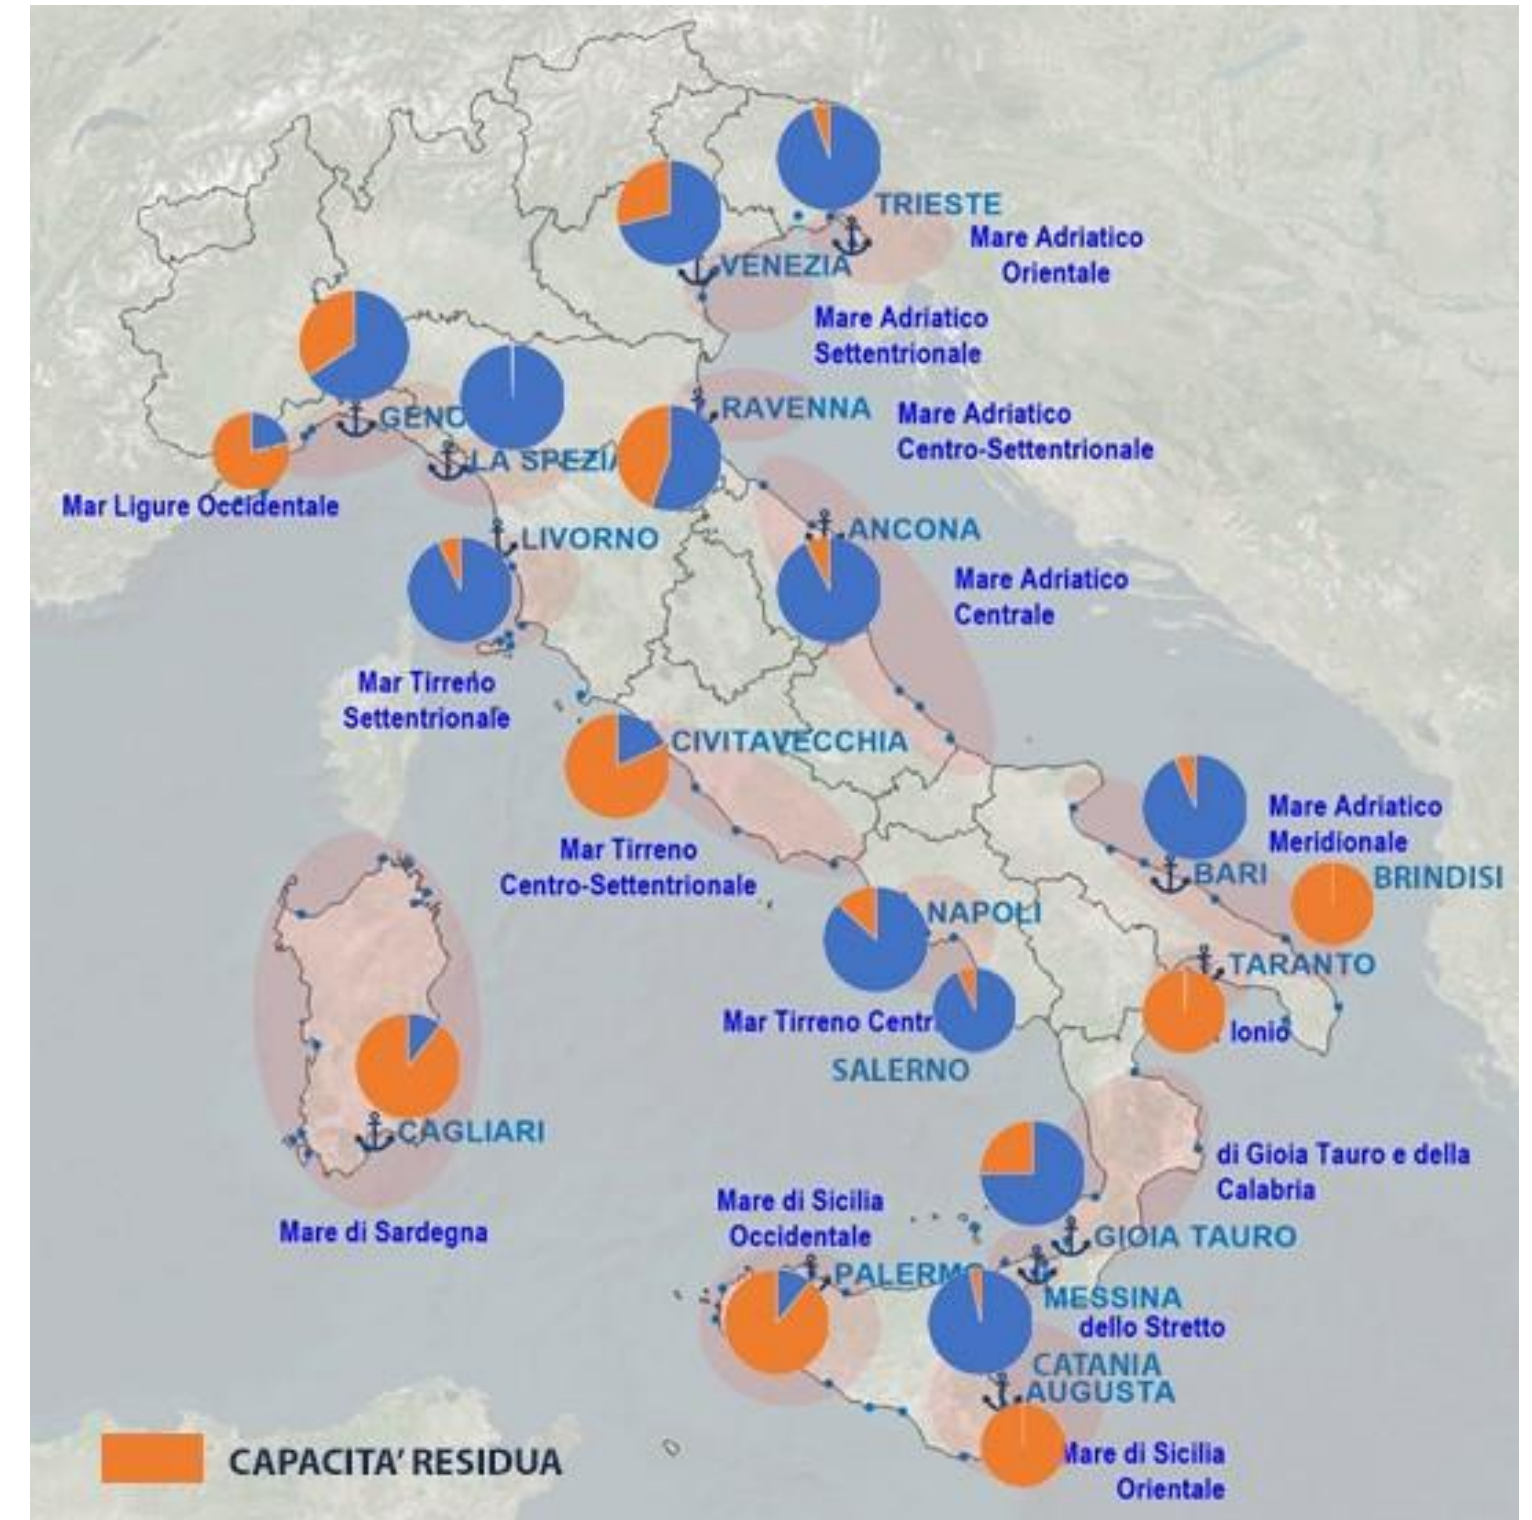 TRIESTE
Mare Adriatico
Orientale
VENEZIA
Mare Adriatico
Settentrionale
GENO
RAVENNA
Mare Adriatico
Centro-Settentrionale
LA SPEZIA
Mar Ligure Occidentale
LIVORNO
ANCONA
Mare Adriatico
Centrale
Mar Tirreno
Settentrionale
CIVITAVECCHIA
Mar Tirreno
Centro-Settentrionale
Mare Adriatico
Meridionale
BARI
BRINDISI
NAPOLI
TARANTO
Mar Tirreno Centr
Ionio
SALERNO
CAGLIARI
Mare di Sardegna
di Gioia Tauro e della
Calabria
Mare di Sicilia
Occidentale
GIOIA TAURO
PALERMO
MESSINA
dello Stretto
CATANIA
AUGUSTA
Mare di Sicilia
Orientale
CAPACITA' RESIDUA